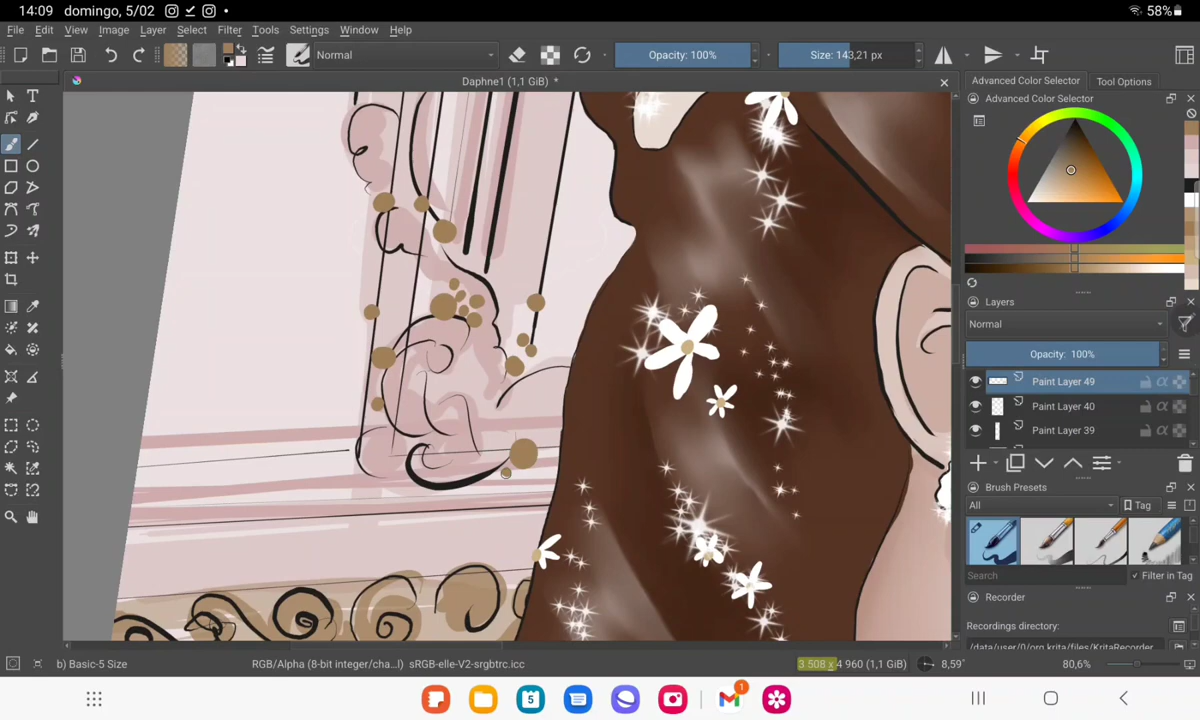 14:09 domingo, 5/02 58%
File Edit View Image Layer Select Filter Tools Settings Window Help
Normal Opacity: 100% Size: 143,21 px
Daphne1 (1,1 GiB) *
Advanced Color Selector Tool Options
Advanced Color Selector
Layers
Normal
Opacity: 100%
Paint Layer 49
Paint Layer 40
Paint Layer 39
Brush Presets
All Tag
Search Filter in Tag
Recorder
Recordings directory:
/data/user/0/org.krita/files/KritaRecorder
b) Basic-5 Size RGB/Alpha (8-bit integer/cha...) sRGB-elle-V2-srgbtrc.icc 3 508 x 4 960 (1,1 GiB) 8,59° 80,6%
5 1